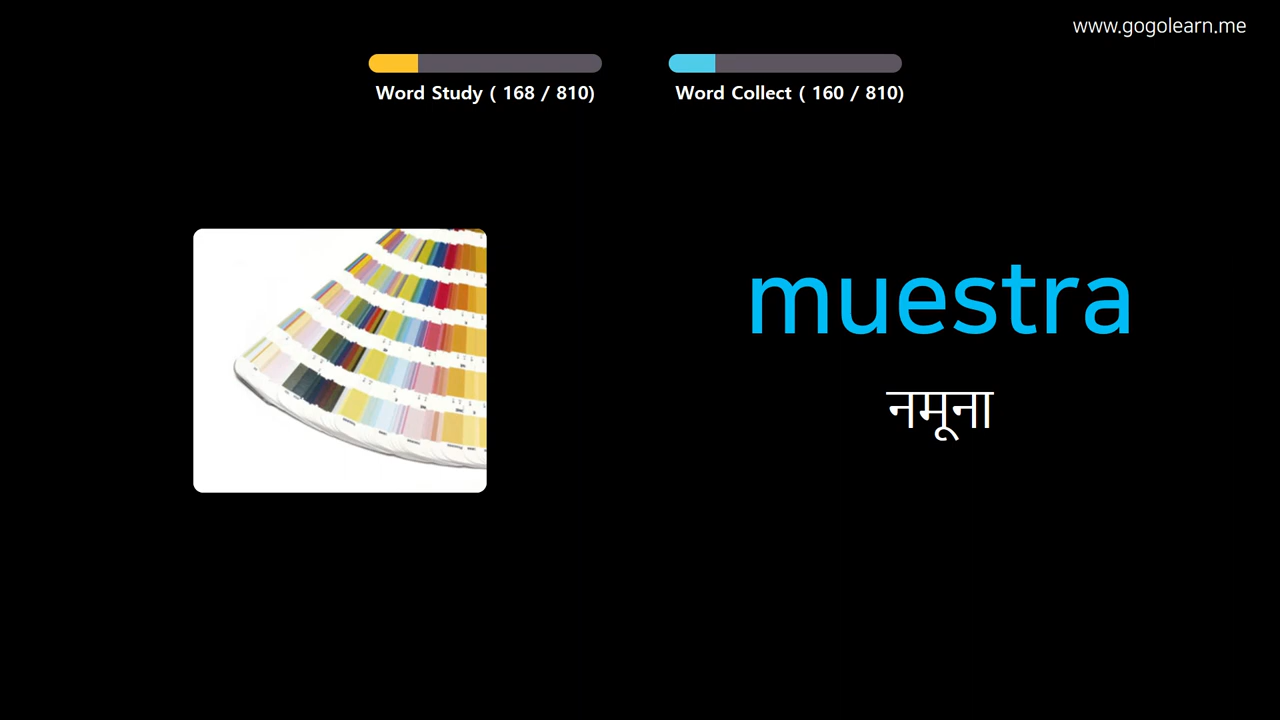 www.gogolearn.me
Word Study ( 168 / 810)
Word Collect ( 160 / 810)
muestra
नमूना